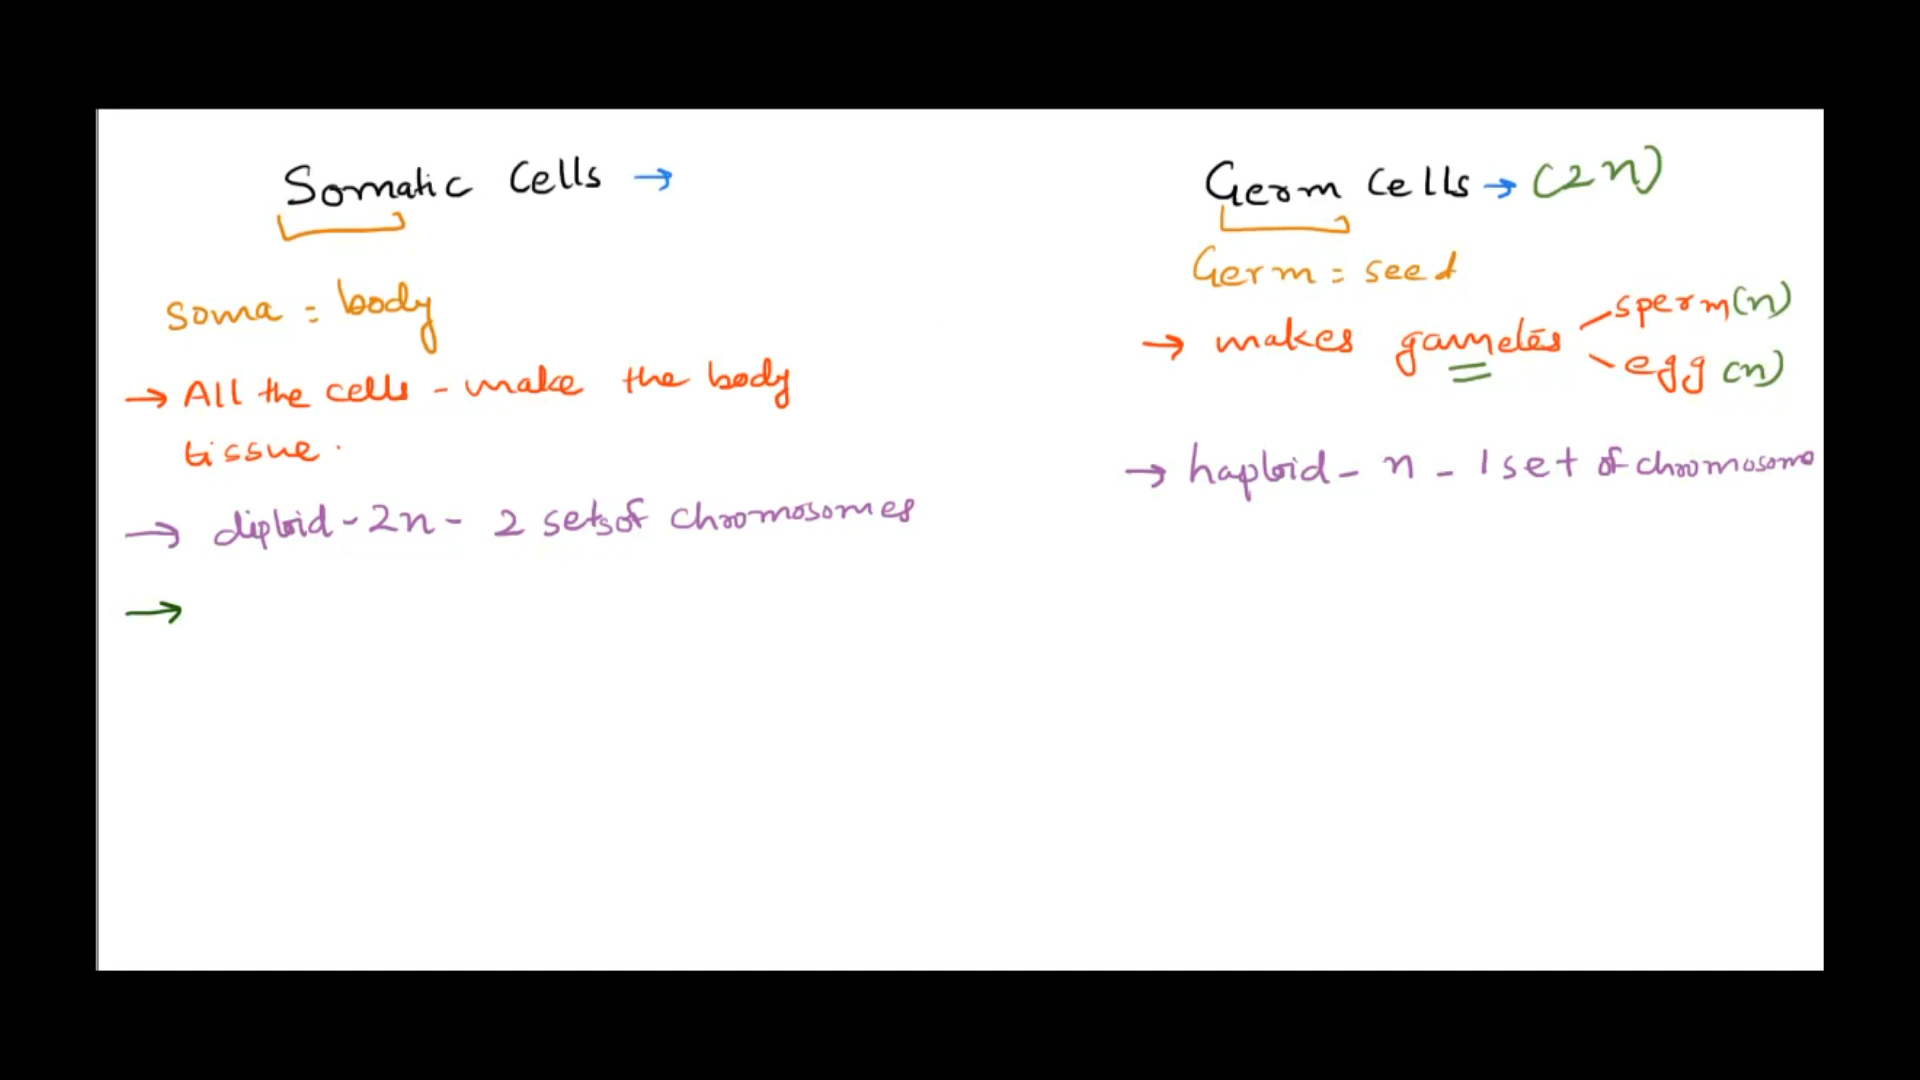 Somatic Cells →
soma = body
→ All the cells - make the body
tissue.
→ diploid - 2n - 2 sets of chromosomes
→
Germ Cells → (2n)
Germ = seed
→ makes gametes sperm (n)
egg (n)
→ haploid - n - 1 set of chromosome